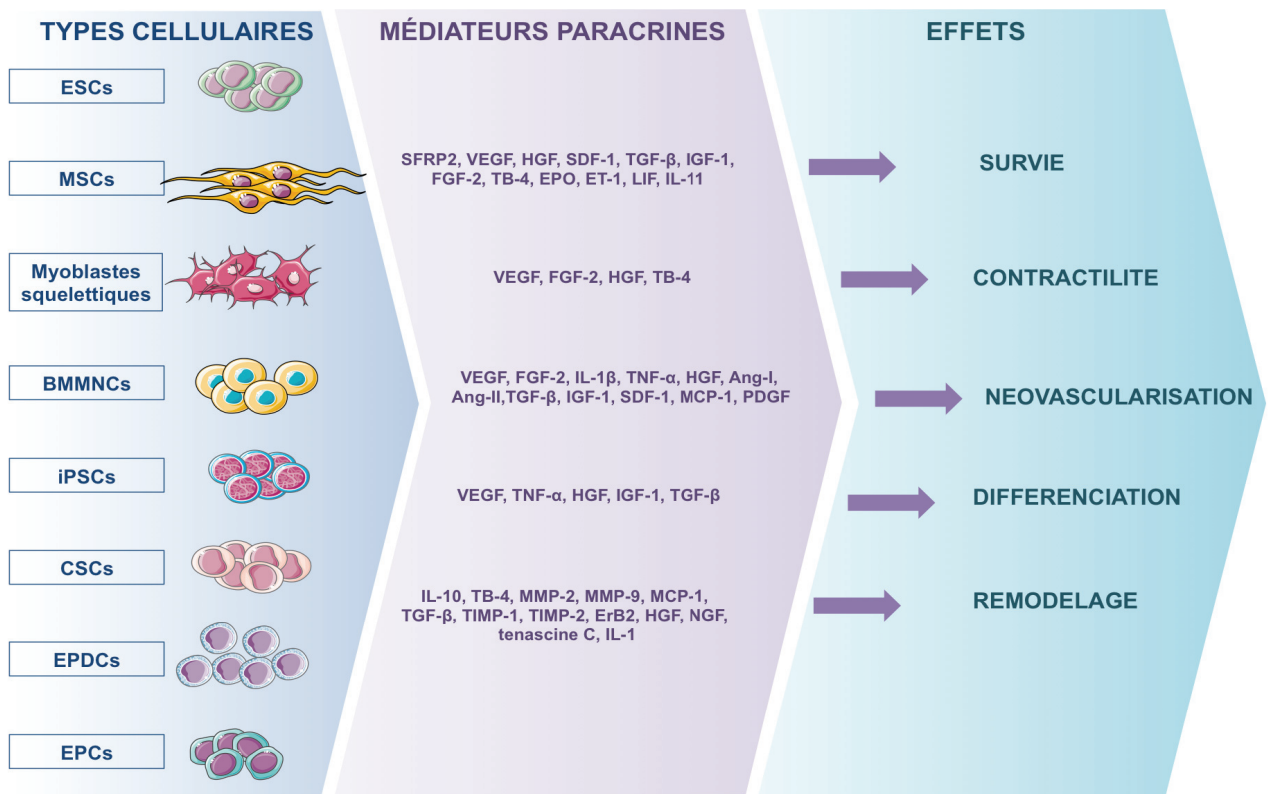 TYPES CELLULAIRES
MÉDIATEURS PARACRINES
EFFETS
ESCs
MSCs
Myoblastes
squelettiques
BMMNCs
iPSCs
CSCs
EPDCs
EPCs
SFRP2, VEGF, HGF, SDF-1, TGF-β, IGF-1,
FGF-2, TB-4, EPO, ET-1, LIF, IL-11
VEGF, FGF-2, HGF, TB-4
VEGF, FGF-2, IL-1β, TNF-α, HGF, Ang-I,
Ang-II,TGF-β, IGF-1, SDF-1, MCP-1, PDGF
VEGF, TNF-α, HGF, IGF-1, TGF-β
IL-10, TB-4, MMP-2, MMP-9, MCP-1,
TGF-β, TIMP-1, TIMP-2, ErB2, HGF, NGF,
tenascine C, IL-1
SURVIE
CONTRACTILITE
NEOVASCULARISATION
DIFFERENCIATION
REMODELAGE